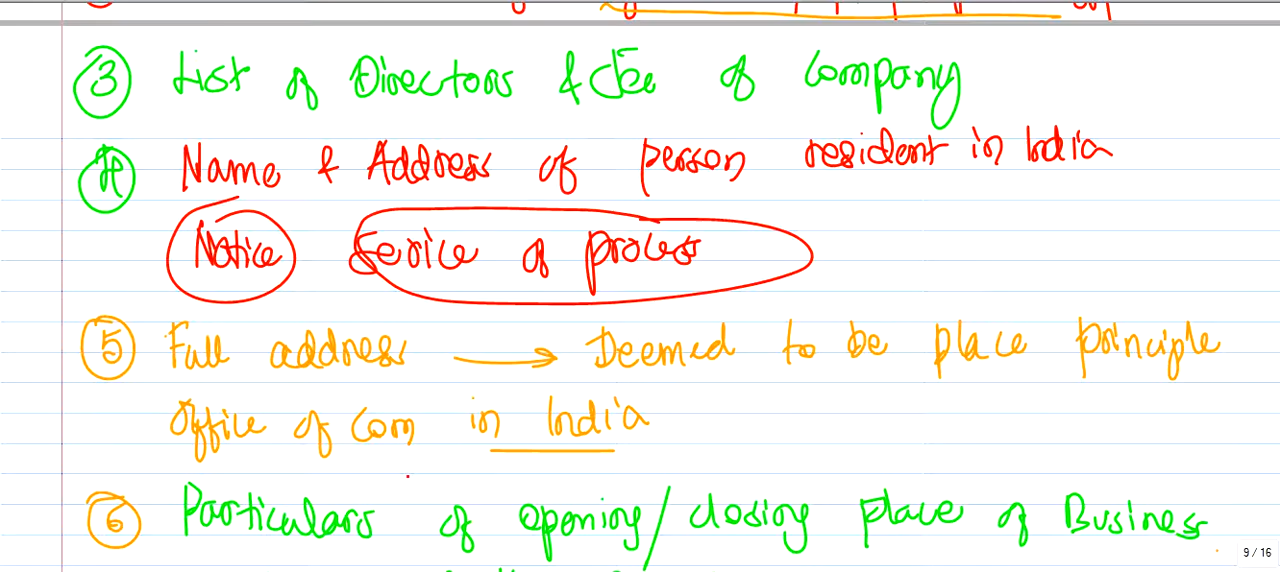 ③ List of Directors & Sec of Company
④ Name & Address of person resident in India
Notice Service of process
⑤ Full address → Deemed to be place principle
office of com in India
⑥ Particulars of opening/closing place of Business
9 / 16